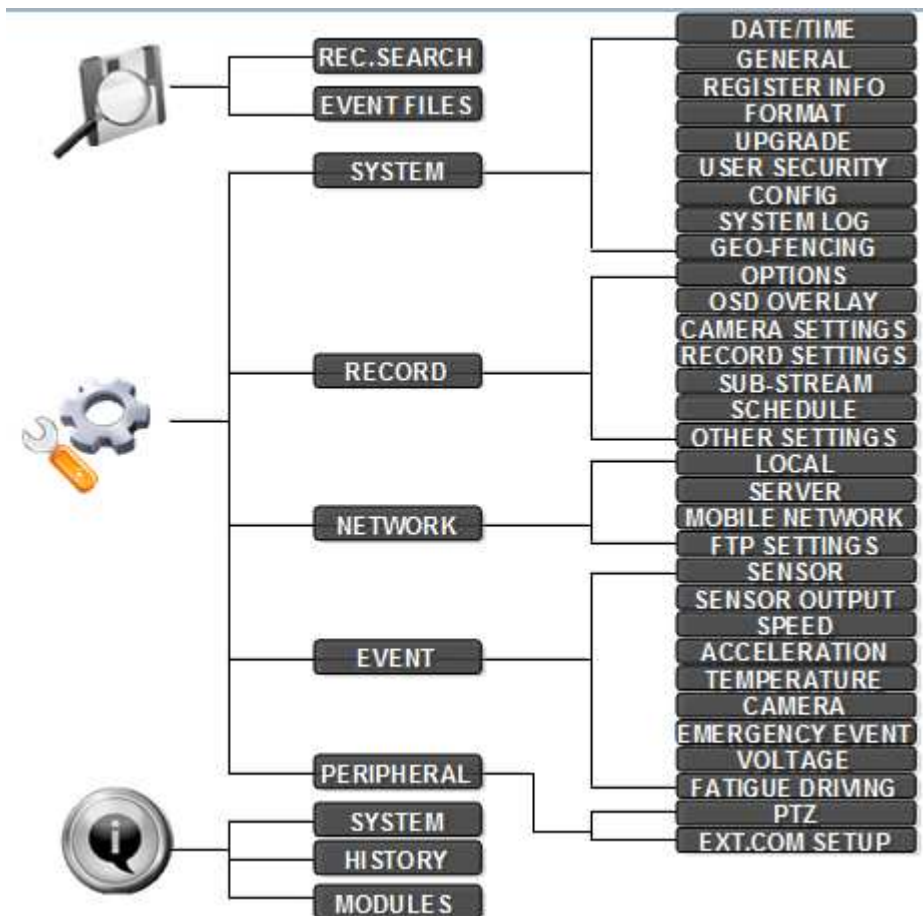 REC.SEARCH
EVENT FILES
SYSTEM
DATE/TIME
GENERAL
REGISTER INFO
FORMAT
UPGRADE
USER SECURITY
CONFIG
SYSTEM LOG
GEO-FENCING
RECORD
OPTIONS
OSD OVERLAY
CAMERA SETTINGS
RECORD SETTINGS
SUB-STREAM
SCHEDULE
OTHER SETTINGS
NETWORK
LOCAL
SERVER
MOBILE NETWORK
FTP SETTINGS
EVENT
SENSOR
SENSOR OUTPUT
SPEED
ACCELERATION
TEMPERATURE
CAMERA
EMERGENCY EVENT
VOLTAGE
FATIGUE DRIVING
PERIPHERAL
PTZ
EXT.COM SETUP
i
SYSTEM
HISTORY
MODULES